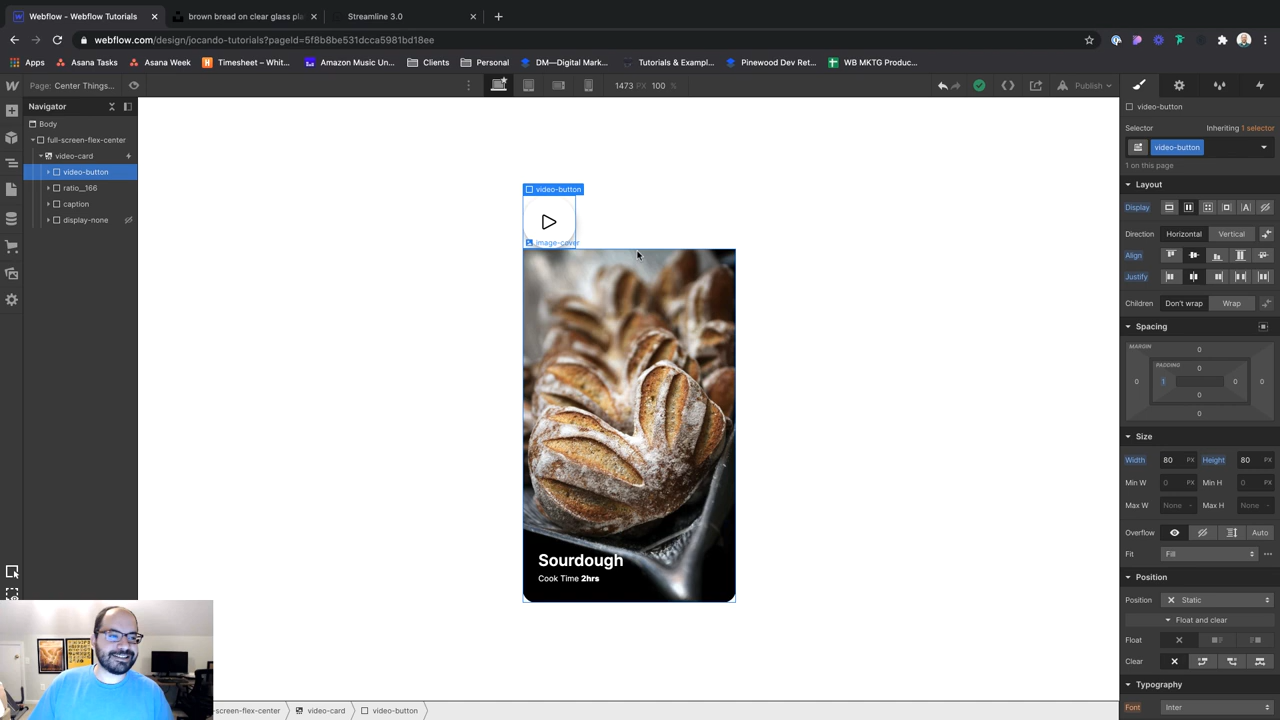 Webflow - Webflow Tutorials
brown bread on clear glass pla
Streamline 3.0
webflow.com/design/jocando-tutorials?pageId=5f8b8be531dcca5981bd18ee
Apps
Asana Tasks
Asana Week
Timesheet – Whit...
Amazon Music Un...
Clients
Personal
DM—Digital Mark...
Tutorials & Exampl...
Pinewood Dev Ret...
WB MKTG Produc...
Page: Center Things...
1473 PX 100 %
Publish
Navigator
Body
full-screen-flex-center
video-card
video-button
ratio__166
caption
display-none
video-button
image-cover
Sourdough
Cook Time 2hrs
-screen-flex-center
video-card
video-button
video-button
Selector
Inheriting 1 selector
video-button
1 on this page
Layout
Display
Direction Horizontal Vertical
Align
Justify
Children Don't wrap Wrap
Spacing
MARGIN
0
PADDING
0
0 1 0 0
0
0
Size
Width 80 PX Height 80 PX
Min W 0 PX Min H 0 PX
Max W None - Max H None -
Overflow Auto
Fit Fill
Position
Position Static
Float and clear
Float
Clear
Typography
Font Inter